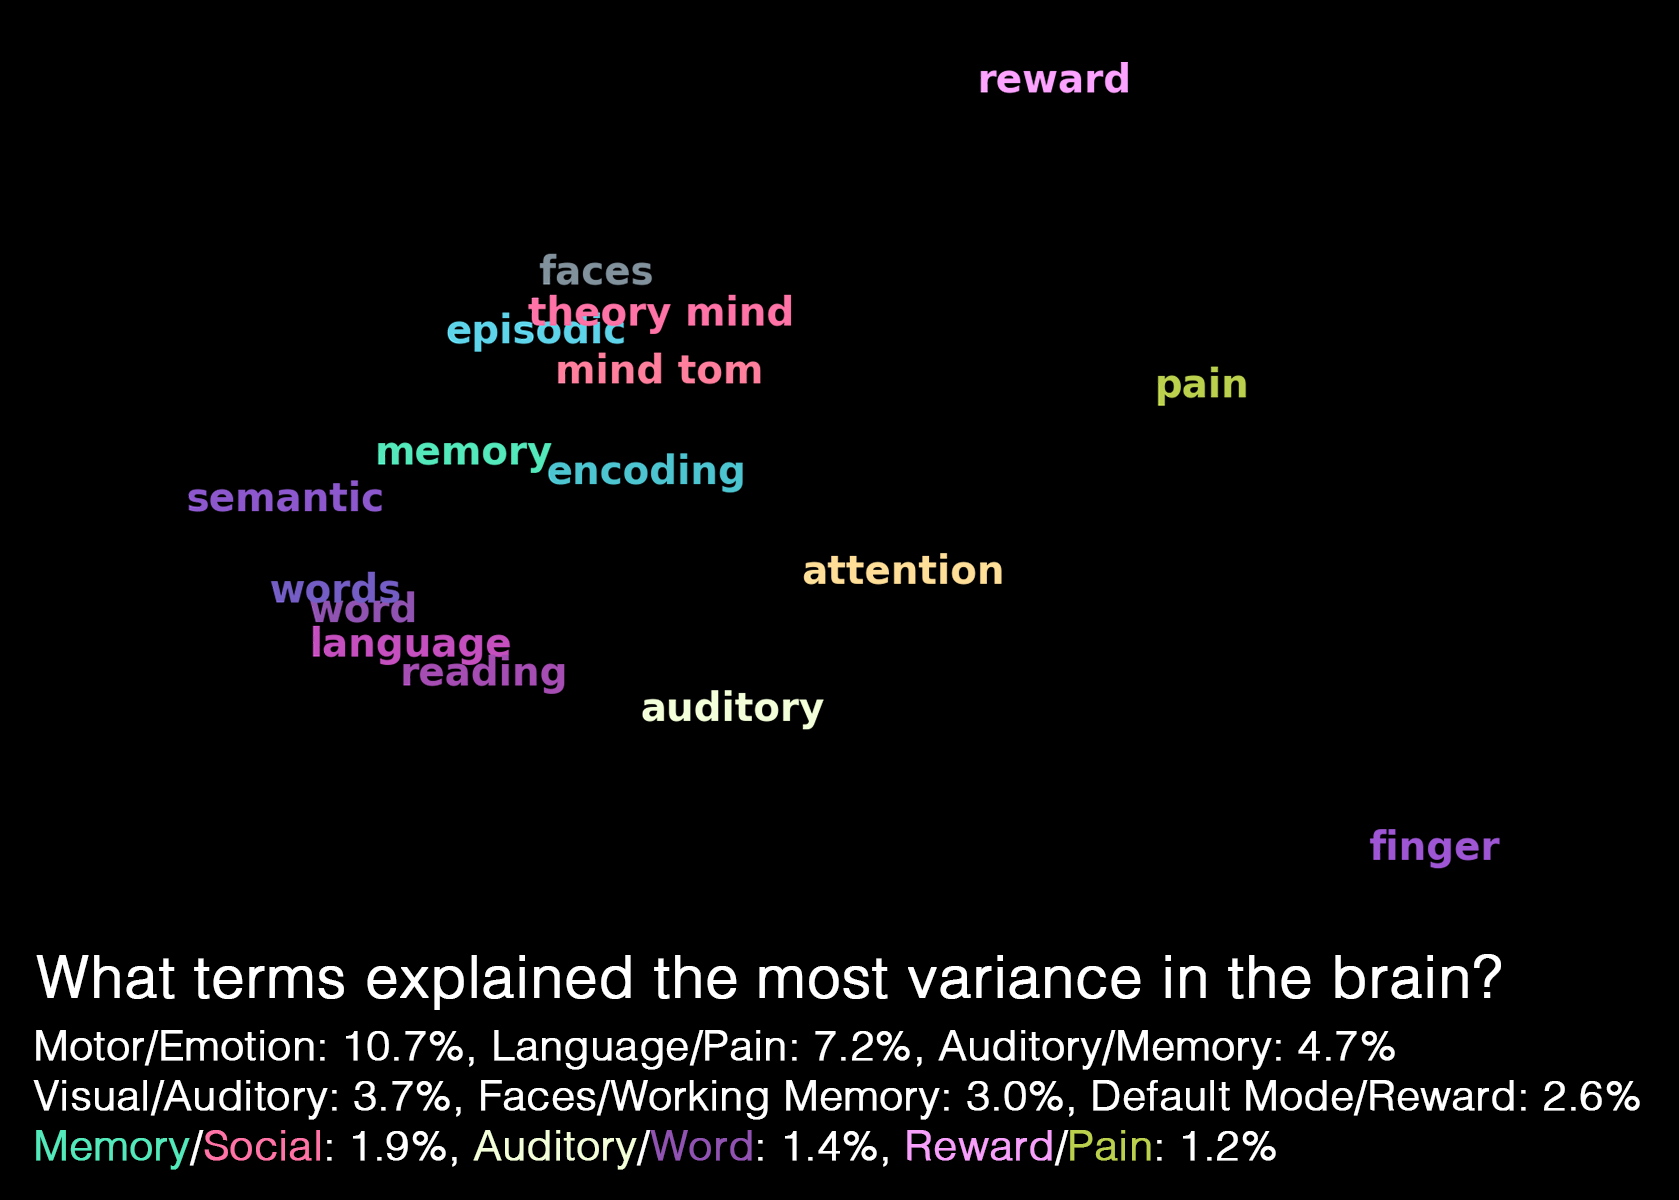 reward
faces
theory mind
episodic
mind tom
pain
memory
encoding
semantic
attention
words
word
language
reading
auditory
finger
What terms explained the most variance in the brain?
Motor/Emotion: 10.7%, Language/Pain: 7.2%, Auditory/Memory: 4.7%
Visual/Auditory: 3.7%, Faces/Working Memory: 3.0%, Default Mode/Reward: 2.6%
Memory/Social: 1.9%, Auditory/Word: 1.4%, Reward/Pain: 1.2%